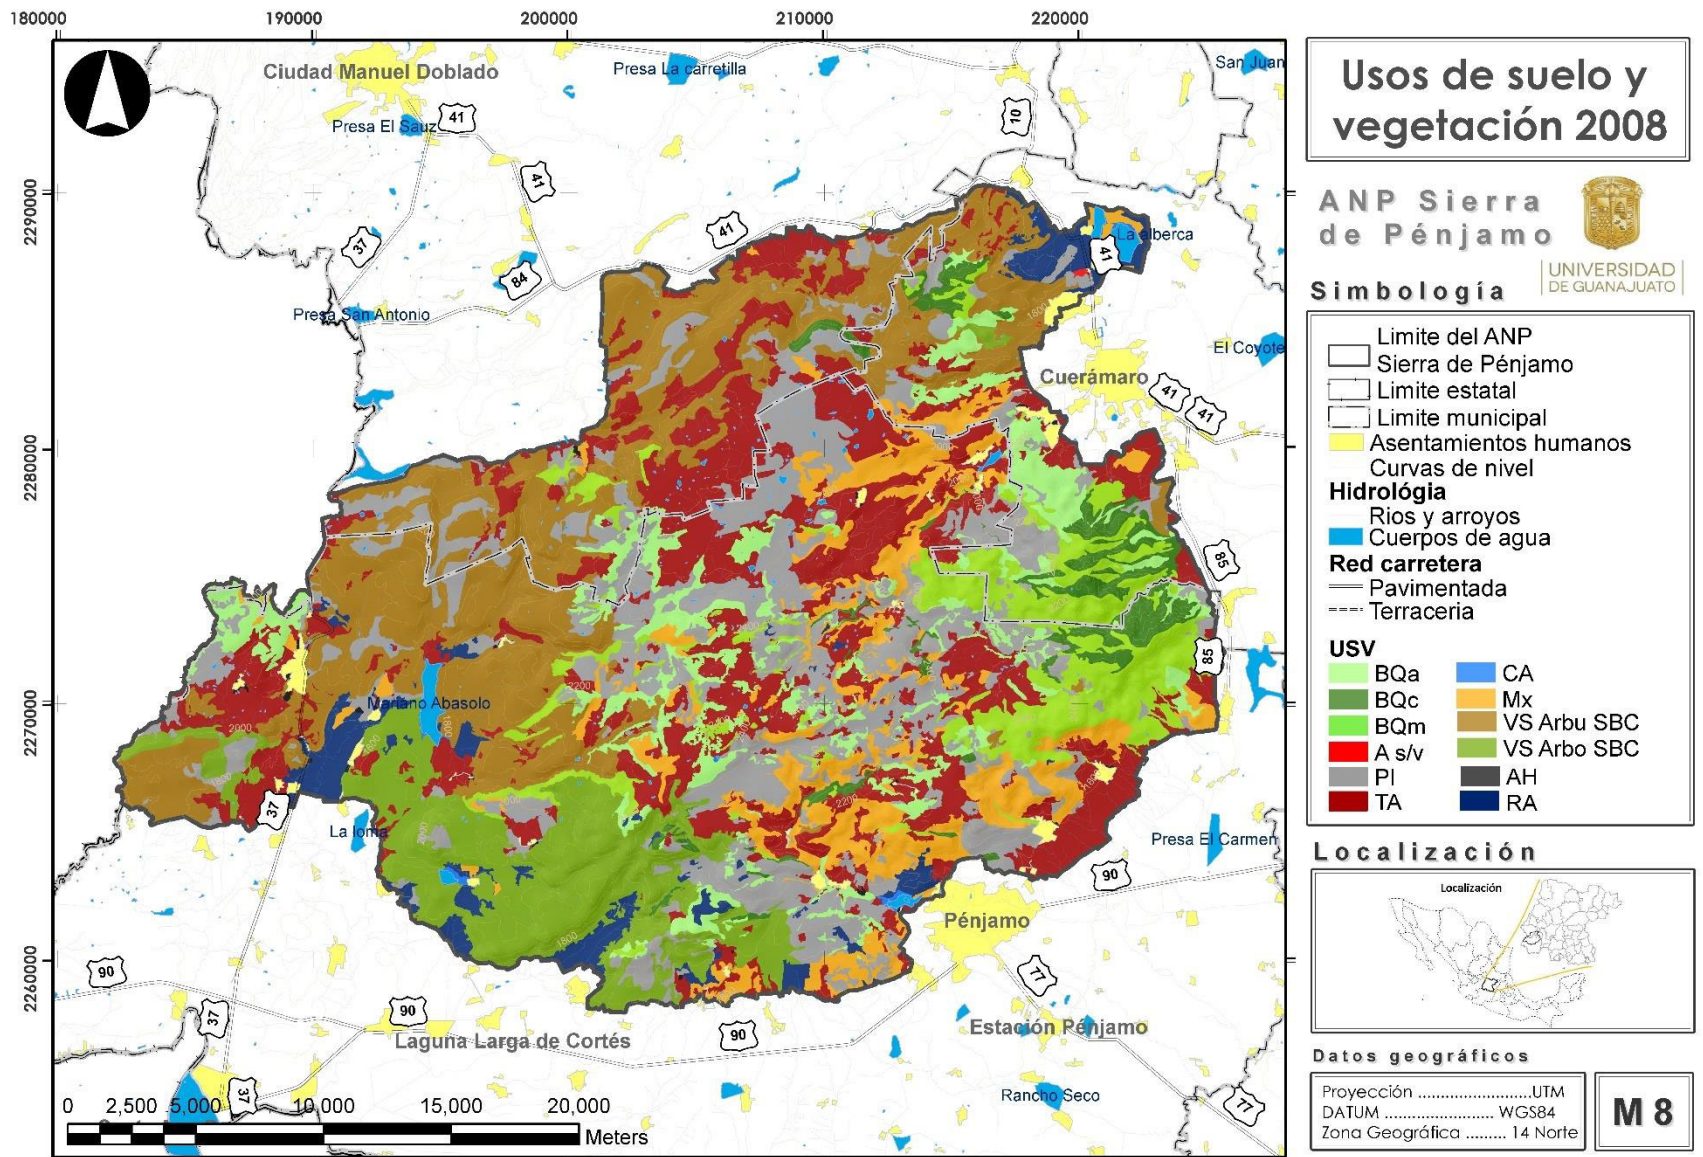 180000 190000 200000 210000 220000
Ciudad Manuel Doblado
Presa La carretilla
San Juan
Presa El Sauz
41
10
41
2290000
37
41
La alberca
41
84
Presa San Antonio
1800
El Coyote
Cuerámaro
41
41
2280000
85
85
2200
2270000
Mariano Abasolo
1800
2000
37
La loma
2200
Presa El Carmen
90
Pénjamo
1800
2260000
90
77
90
Estación Pénjamo
37
90
Laguna Larga de Cortés
37
Rancho Seco
77
0 2,500 5,000 10,000 15,000 20,000
Meters
Usos de suelo y
vegetación 2008
ANP Sierra
de Pénjamo
UNIVERSIDAD
DE GUANAJUATO
Simbología
Limite del ANP
Sierra de Pénjamo
Limite estatal
Limite municipal
Asentamientos humanos
Curvas de nivel
Hidrológia
Rios y arroyos
Cuerpos de agua
Red carretera
Pavimentada
Terraceria
USV
BQa CA
BQc Mx
BQm VS Arbu SBC
A s/v VS Arbo SBC
PI AH
TA RA
Localización
Localización
Datos geográficos
Proyección ..........................UTM
DATUM ...................... WGS84
Zona Geográfica ......... 14 Norte
M 8